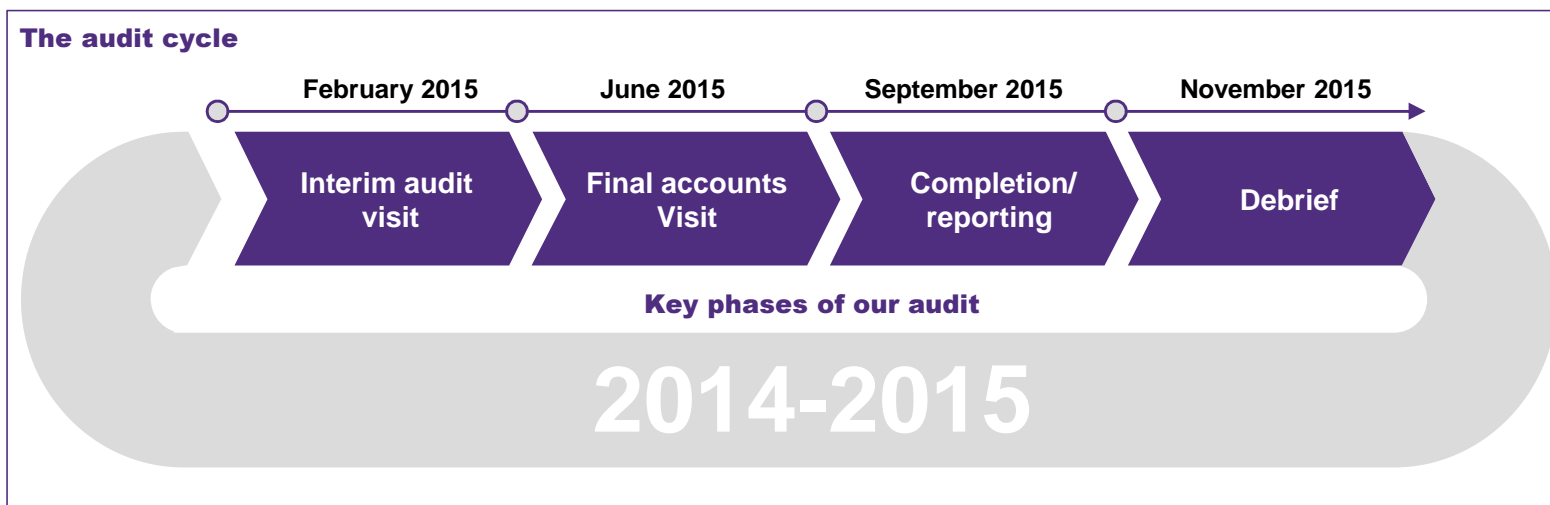 The audit cycle
February 2015
June 2015
September 2015
November 2015
Interim audit
visit
Final accounts
Visit
Completion/
reporting
Debrief
Key phases of our audit
2014-2015